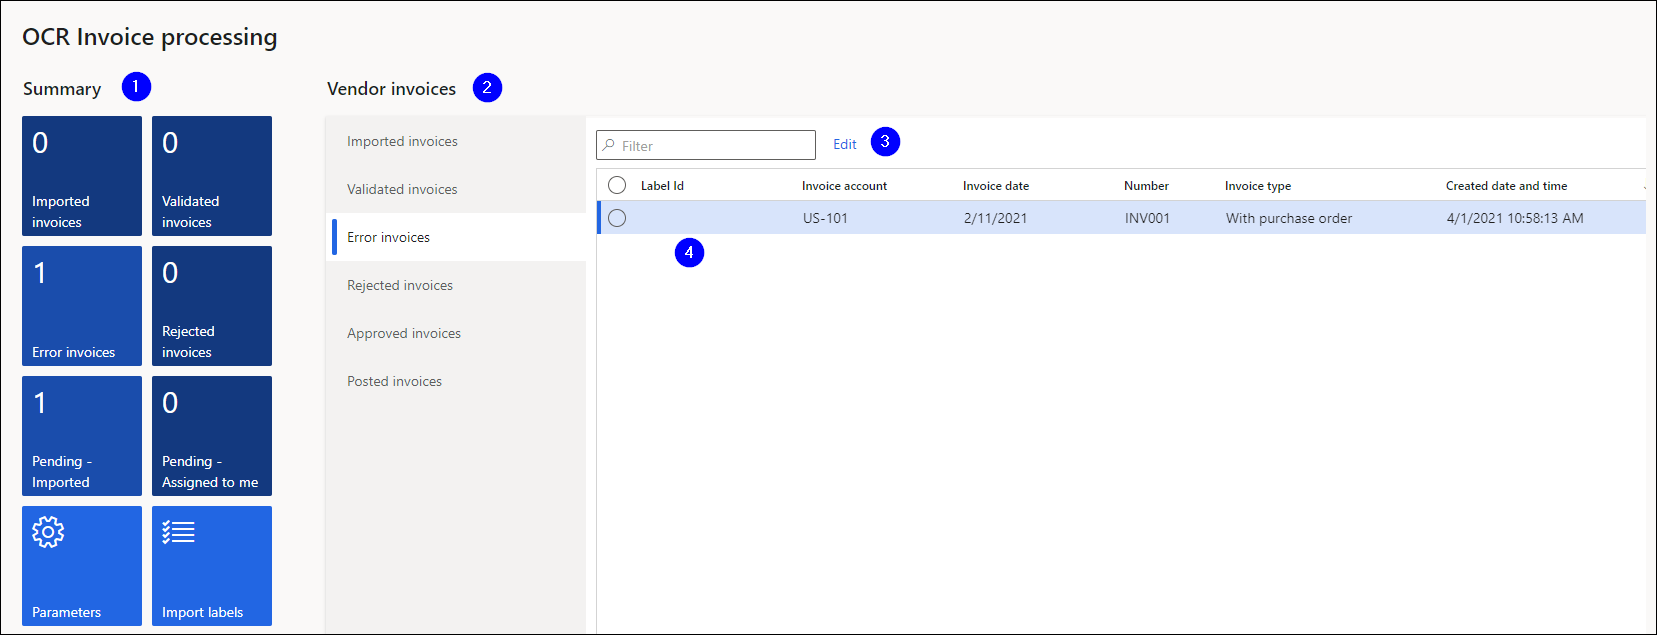 OCR Invoice processing
Summary 1
0
Imported
invoices
0
Validated
invoices
1
Error invoices
0
Rejected
invoices
1
Pending -
Imported
0
Pending -
Assigned to me
Parameters
Import labels
Vendor invoices 2
Imported invoices
Validated invoices
Error invoices
Rejected invoices
Approved invoices
Posted invoices
Filter Edit 3
Label Id Invoice account Invoice date Number Invoice type Created date and time
US-101 2/11/2021 INV001 With purchase order 4/1/2021 10:58:13 AM
4